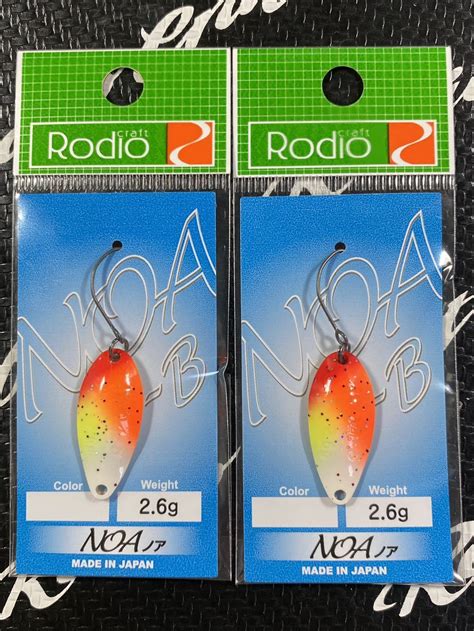 Rodio craft
NOA B
Color Weight
2.6g
NOA ノア
MADE IN JAPAN
Rodio craft
NOA B
Color Weight
2.6g
NOA ノア
MADE IN JAPAN